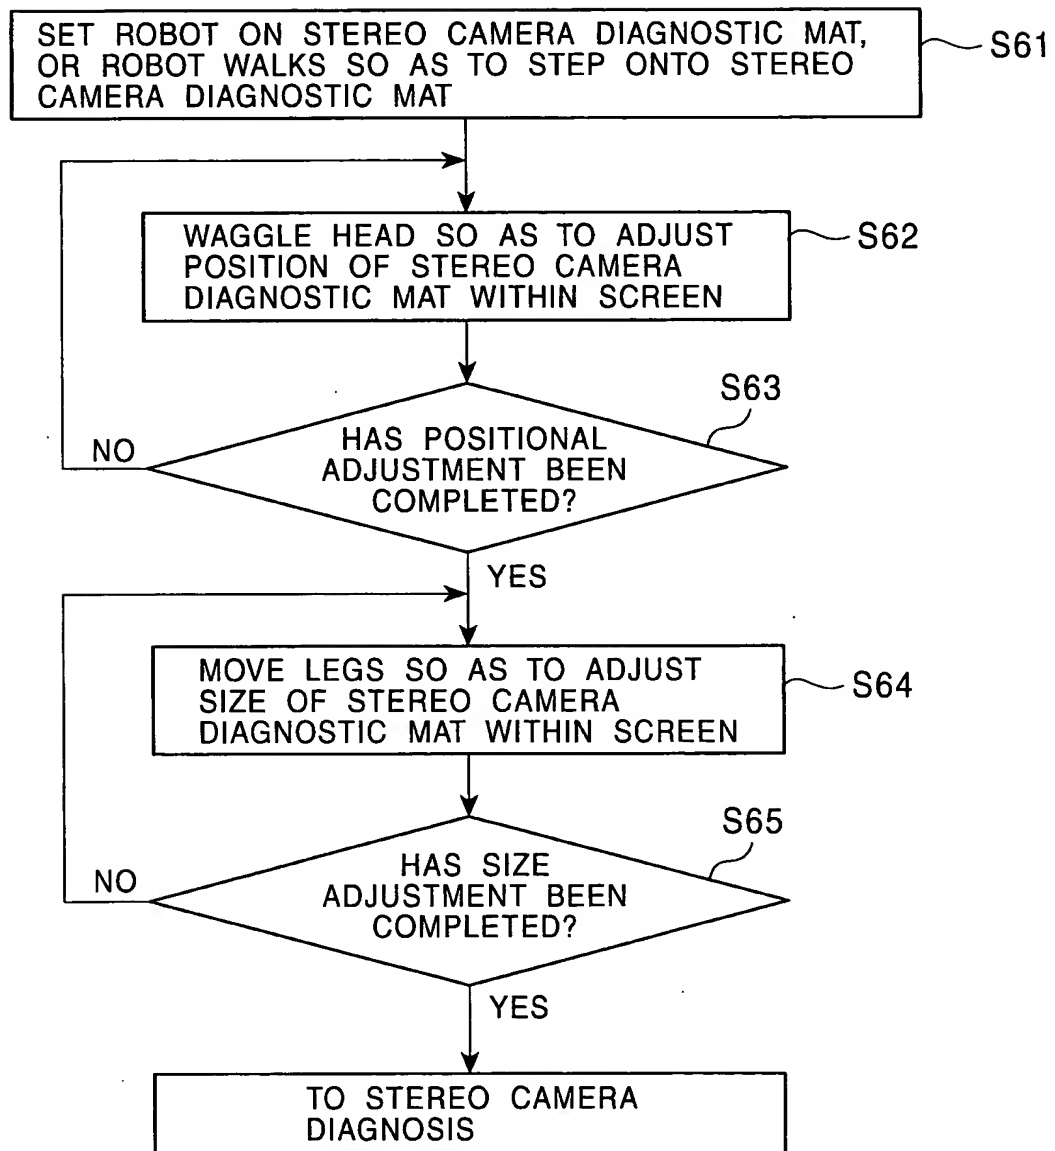 SET ROBOT ON STEREO CAMERA DIAGNOSTIC MAT,
OR ROBOT WALKS SO AS TO STEP ONTO STEREO
CAMERA DIAGNOSTIC MAT
S61
WAGGLE HEAD SO AS TO ADJUST
POSITION OF STEREO CAMERA
DIAGNOSTIC MAT WITHIN SCREEN
S62
S63
HAS POSITIONAL
ADJUSTMENT BEEN
COMPLETED?
NO
YES
MOVE LEGS SO AS TO ADJUST
SIZE OF STEREO CAMERA
DIAGNOSTIC MAT WITHIN SCREEN
S64
S65
HAS SIZE
ADJUSTMENT BEEN
COMPLETED?
NO
YES
TO STEREO CAMERA
DIAGNOSIS